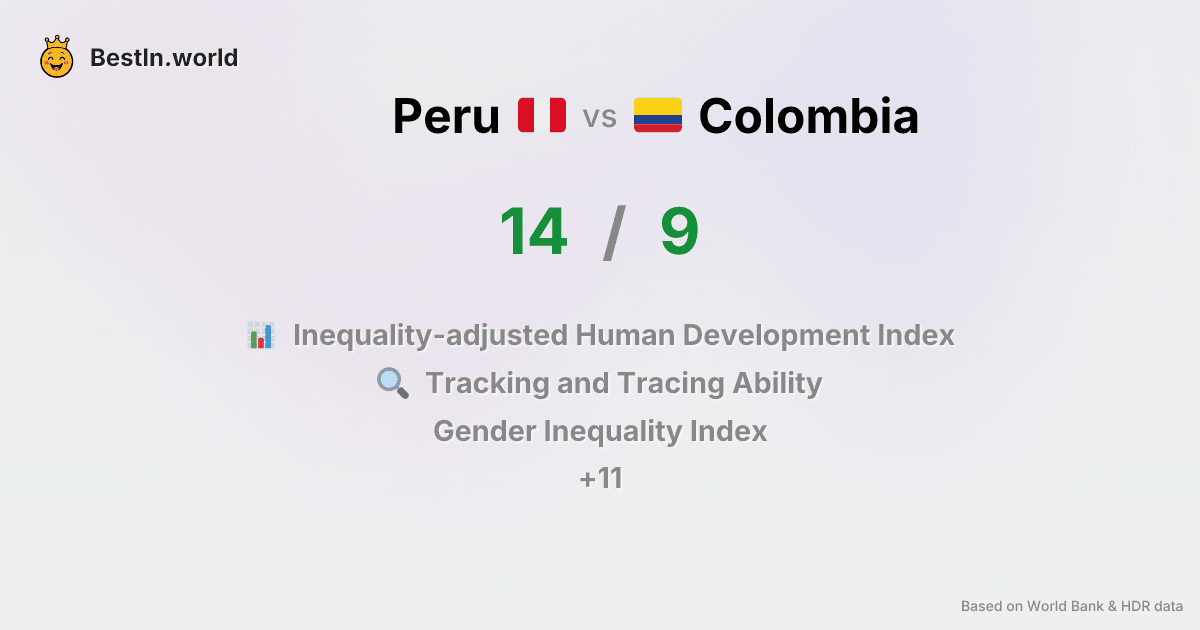 BestIn.world
Peru vs Colombia
14 / 9
Inequality-adjusted Human Development Index
Tracking and Tracing Ability
Gender Inequality Index
+11
Based on World Bank & HDR data